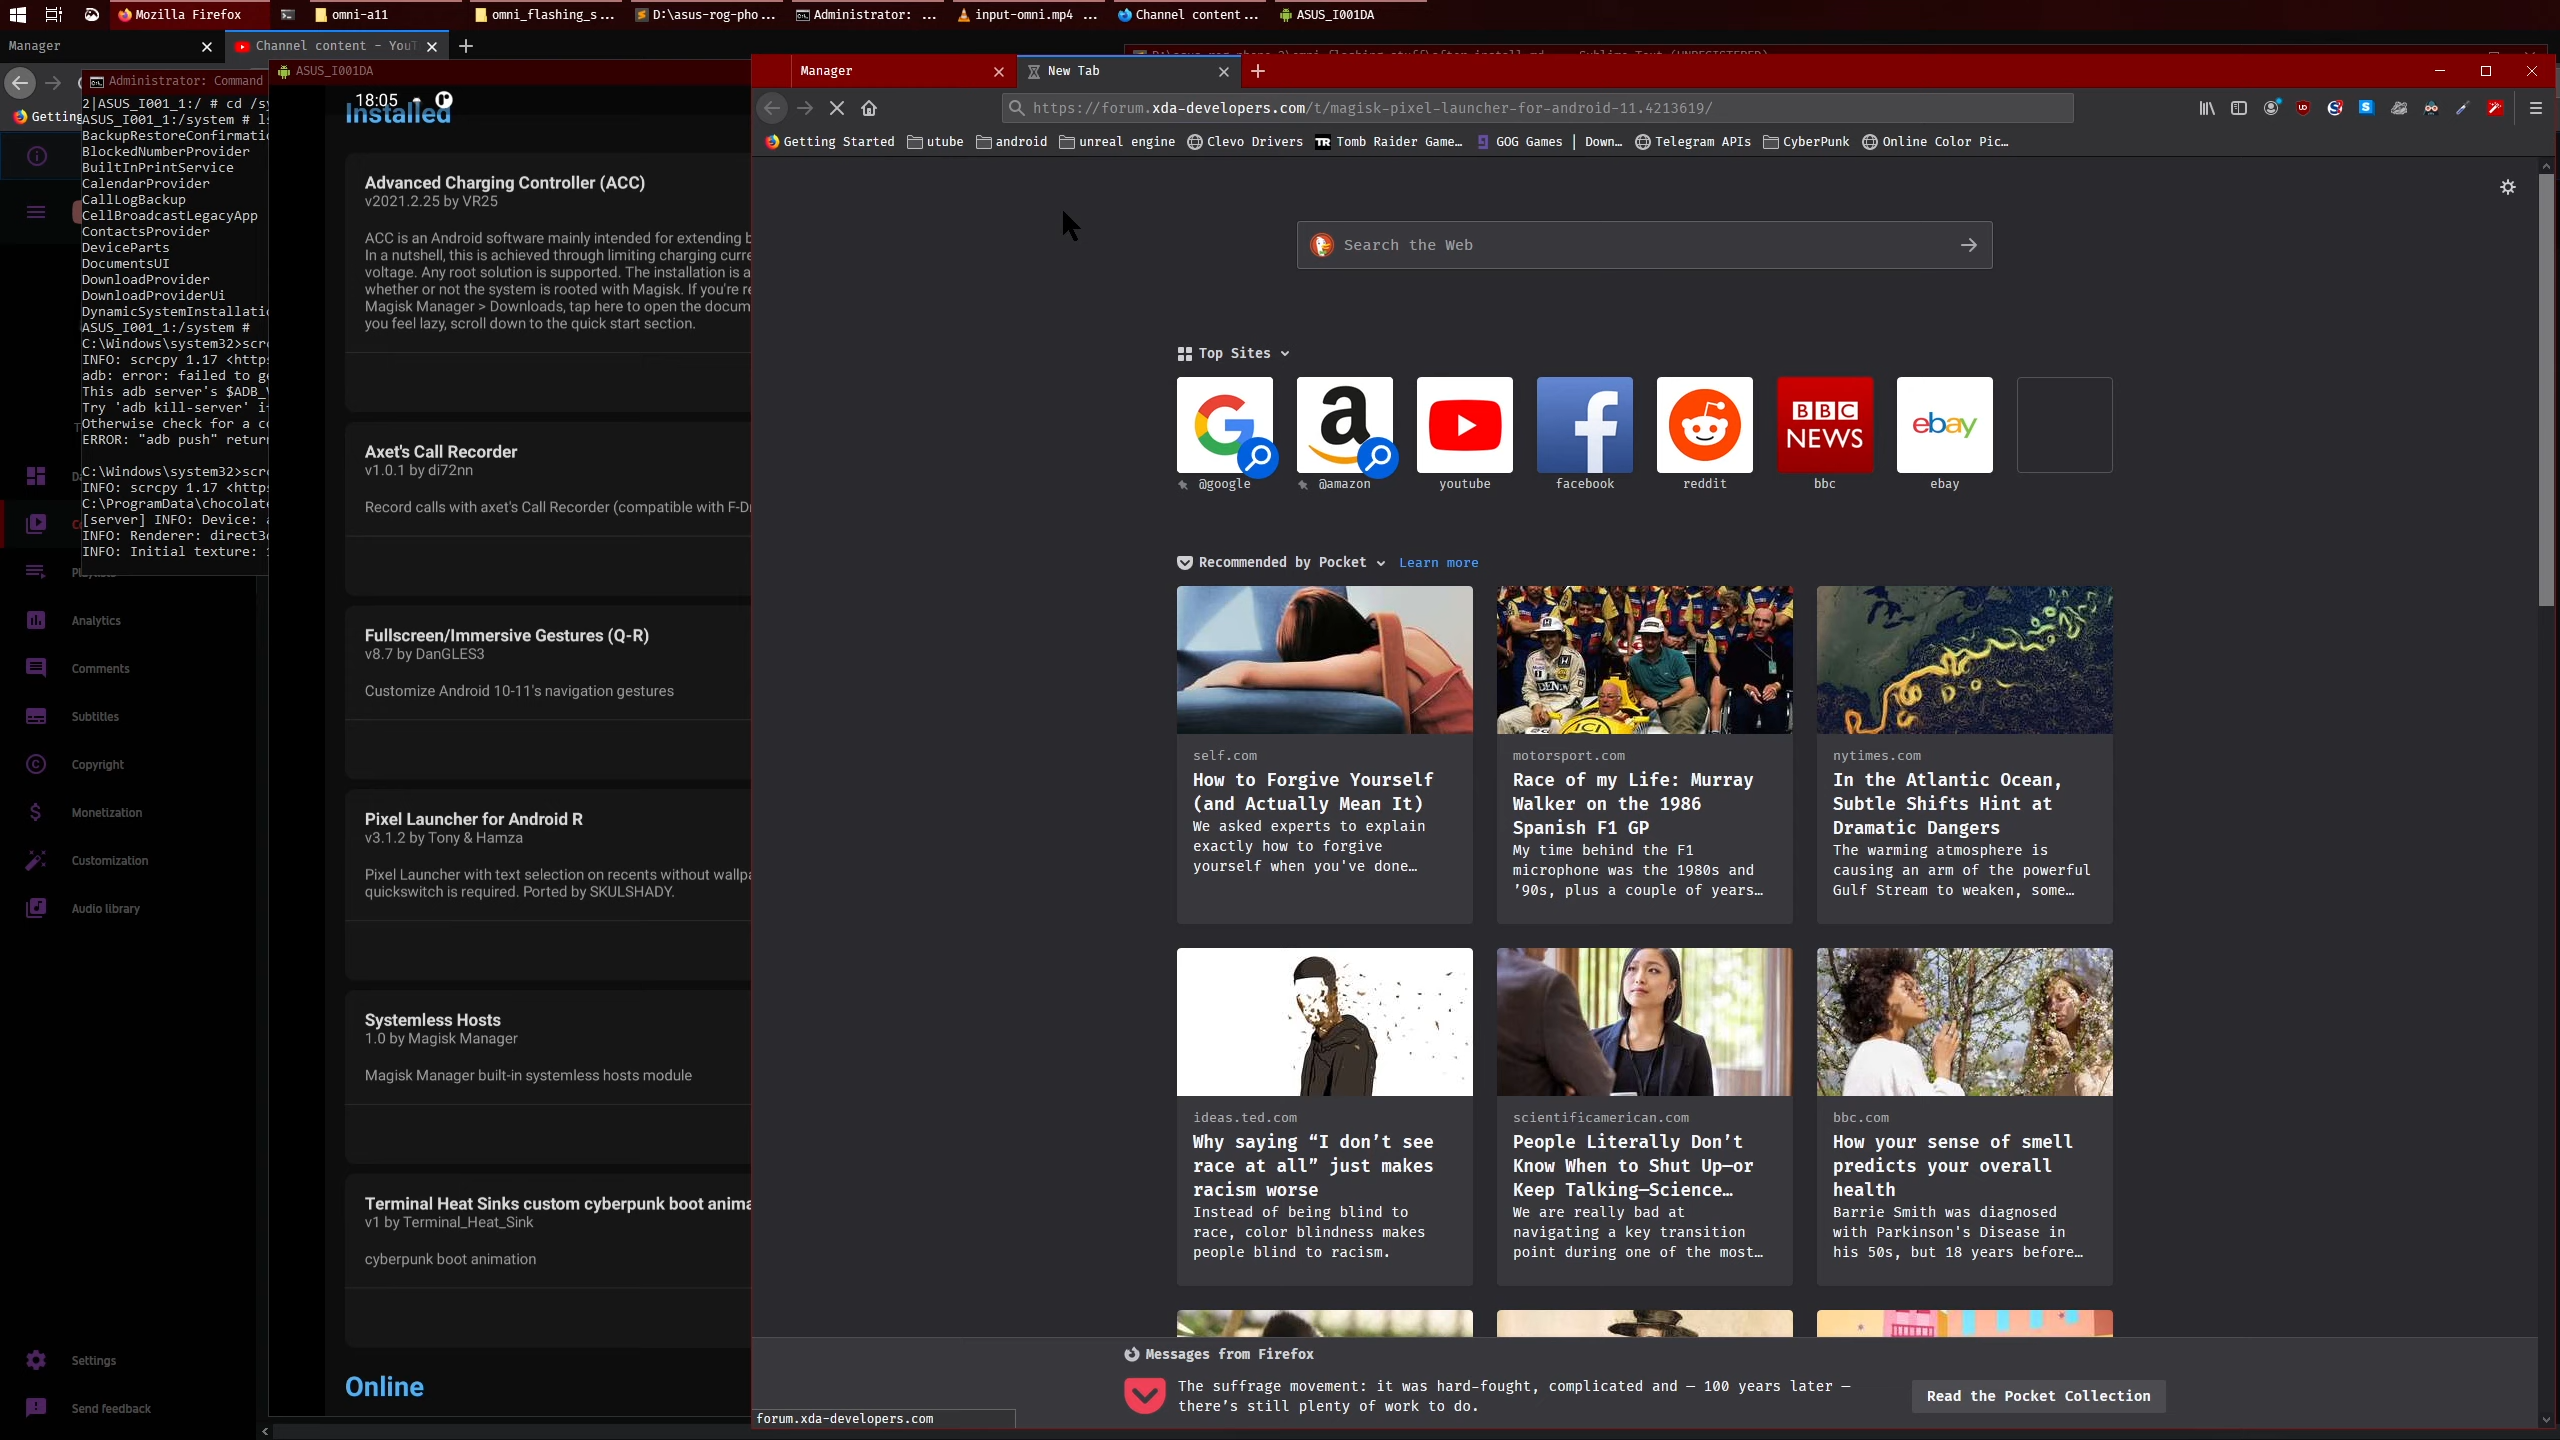 Mozilla Firefox
omni-a11
omni_flashing_s...
D:\asus-rog-pho...
Administrator: ...
input-omni.mp4 ...
Channel content...
ASUS_I001DA
Manager
Channel content - YouT
Administrator: Command
ASUS_I001DA
Getting
2|ASUS_I001_1:/ # cd /sy
ASUS_I001_1:/system # ls
BackupRestoreConfirmatio
BlockedNumberProvider
BuiltInPrintService
CalendarProvider
CallLogBackup
CellBroadcastLegacyApp
ContactsProvider
DeviceParts
DocumentsUI
DownloadProvider
DownloadProviderUi
DynamicSystemInstallatio
ASUS_I001_1:/system #
C:\Windows\system32>scrc
INFO: scrcpy 1.17 <https
adb: error: failed to ge
This adb server's $ADB_V
Try 'adb kill-server' i
Otherwise check for a co
ERROR: "adb push" return
C:\Windows\system32>scrc
INFO: scrcpy 1.17 <https
C:\ProgramData\chocolate
[server] INFO: Device: a
INFO: Renderer: direct3d
INFO: Initial texture: 1
Playlists
Analytics
Comments
Subtitles
Copyright
Monetization
Customization
Audio library
Settings
Send feedback
18:05
Installed
Advanced Charging Controller (ACC)
v2021.2.25 by VR25
ACC is an Android software mainly intended for extending b
In a nutshell, this is achieved through limiting charging curre
voltage. Any root solution is supported. The installation is a
whether or not the system is rooted with Magisk. If you're re
Magisk Manager > Downloads, tap here to open the docum
you feel lazy, scroll down to the quick start section.
Axet's Call Recorder
v1.0.1 by di72nn
Record calls with axet's Call Recorder (compatible with F-Dr
Fullscreen/Immersive Gestures (Q-R)
v8.7 by DanGLES3
Customize Android 10-11's navigation gestures
Pixel Launcher for Android R
v3.1.2 by Tony & Hamza
Pixel Launcher with text selection on recents without wallpa
quickswitch is required. Ported by SKULSHADY.
Systemless Hosts
1.0 by Magisk Manager
Magisk Manager built-in systemless hosts module
Terminal Heat Sinks custom cyberpunk boot anima
v1 by Terminal_Heat_Sink
cyberpunk boot animation
Online
Manager
New Tab
https://forum.xda-developers.com/t/magisk-pixel-launcher-for-android-11.4213619/
Getting Started
utube
android
unreal engine
Clevo Drivers
TR Tomb Raider Game...
GOG Games | Down...
Telegram APIs
CyberPunk
Online Color Pic...
Search the Web
Top Sites
BBC NEWS
ebay
@google
@amazon
youtube
facebook
reddit
bbc
ebay
Recommended by Pocket
Learn more
self.com
How to Forgive Yourself
(and Actually Mean It)
We asked experts to explain
exactly how to forgive
yourself when you've done…
motorsport.com
Race of my Life: Murray
Walker on the 1986
Spanish F1 GP
My time behind the F1
microphone was the 1980s and
’90s, plus a couple of years…
nytimes.com
In the Atlantic Ocean,
Subtle Shifts Hint at
Dramatic Dangers
The warming atmosphere is
causing an arm of the powerful
Gulf Stream to weaken, some…
ideas.ted.com
Why saying “I don’t see
race at all” just makes
racism worse
Instead of being blind to
race, color blindness makes
people blind to racism.
scientificamerican.com
People Literally Don’t
Know When to Shut Up—or
Keep Talking—Science…
We are really bad at
navigating a key transition
point during one of the most…
bbc.com
How your sense of smell
predicts your overall
health
Barrie Smith was diagnosed
with Parkinson's Disease in
his 50s, but 18 years before…
Messages from Firefox
The suffrage movement: it was hard-fought, complicated and — 100 years later —
there’s still plenty of work to do.
Read the Pocket Collection
forum.xda-developers.com